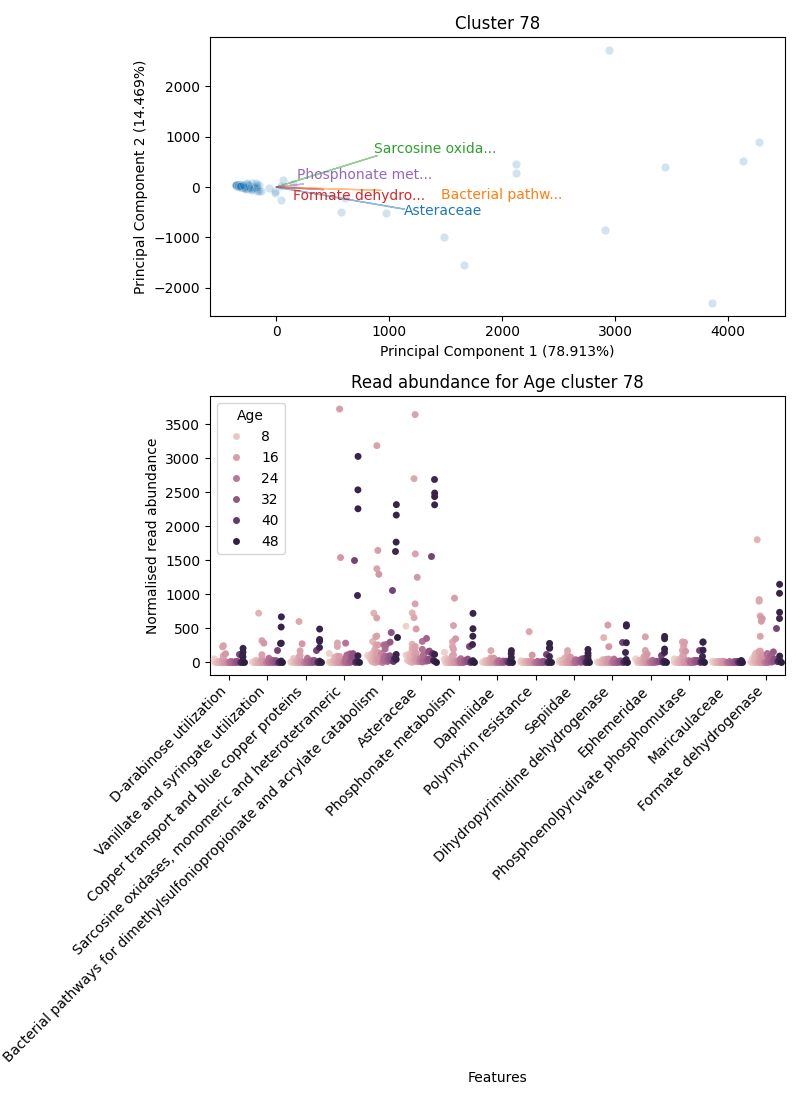 Cluster 78
Principal Component 2 (14.469%)
2000
1000
0
−1000
−2000
Sarcosine oxida...
Phosphonate met...
Formate dehydro...
Bacterial pathw...
Asteraceae
0
1000
2000
3000
4000
Principal Component 1 (78.913%)
Read abundance for Age cluster 78
Normalised read abundance
3500
3000
2500
2000
1500
1000
500
0
Age
8
16
24
32
40
48
D-arabinose utilization
Vanillate and syringate utilization
Copper transport and blue copper proteins
Sarcosine oxidases, monomeric and heterotetrameric
Bacterial pathways for dimethylsulfoniopropionate and acrylate catabolism
Asteraceae
Phosphonate metabolism
Daphniidae
Polymyxin resistance
Sepiidae
Dihydropyrimidine dehydrogenase
Ephemeridae
Phosphoenolpyruvate phosphomutase
Maricaulaceae
Formate dehydrogenase
Features